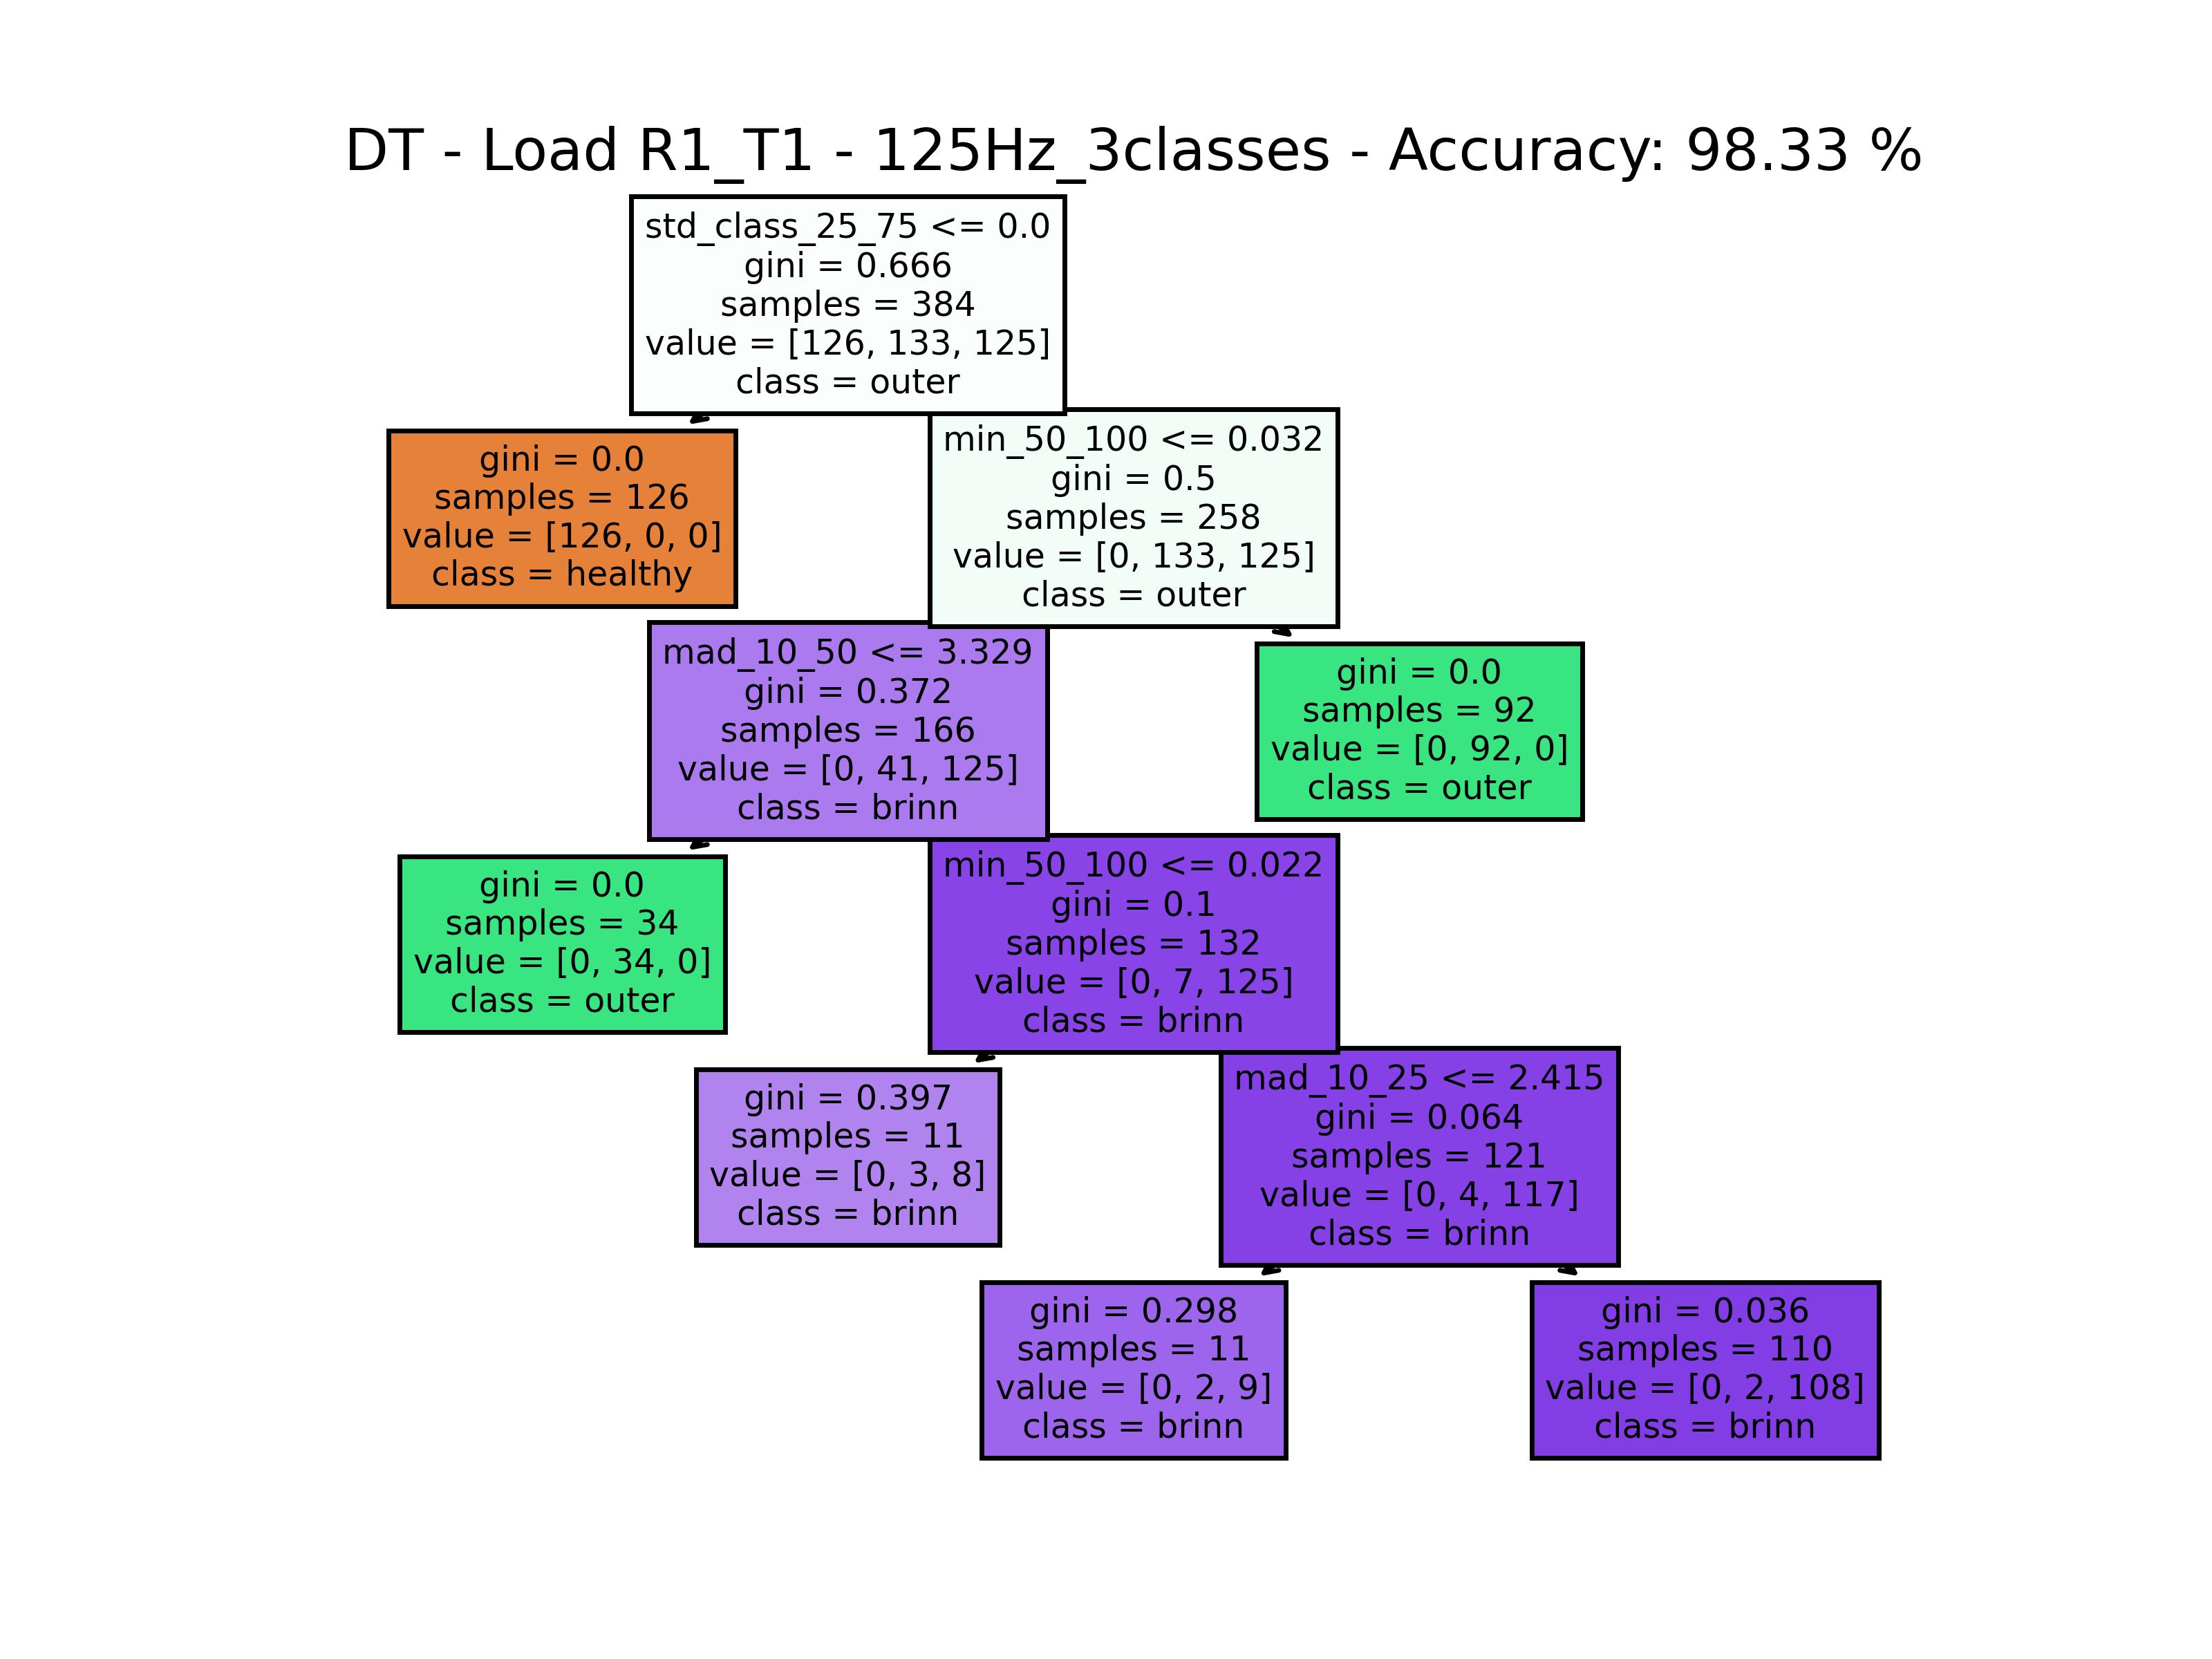 DT - Load R1_T1 - 125Hz_3classes - Accuracy: 98.33 %
std_class_25_75 <= 0.0
gini = 0.666
samples = 384
value = [126, 133, 125]
class = outer
gini = 0.0
samples = 126
value = [126, 0, 0]
class = healthy
min_50_100 <= 0.032
gini = 0.5
samples = 258
value = [0, 133, 125]
class = outer
mad_10_50 <= 3.329
gini = 0.372
samples = 166
value = [0, 41, 125]
class = brinn
gini = 0.0
samples = 92
value = [0, 92, 0]
class = outer
gini = 0.0
samples = 34
value = [0, 34, 0]
class = outer
min_50_100 <= 0.022
gini = 0.1
samples = 132
value = [0, 7, 125]
class = brinn
gini = 0.397
samples = 11
value = [0, 3, 8]
class = brinn
mad_10_25 <= 2.415
gini = 0.064
samples = 121
value = [0, 4, 117]
class = brinn
gini = 0.298
samples = 11
value = [0, 2, 9]
class = brinn
gini = 0.036
samples = 110
value = [0, 2, 108]
class = brinn